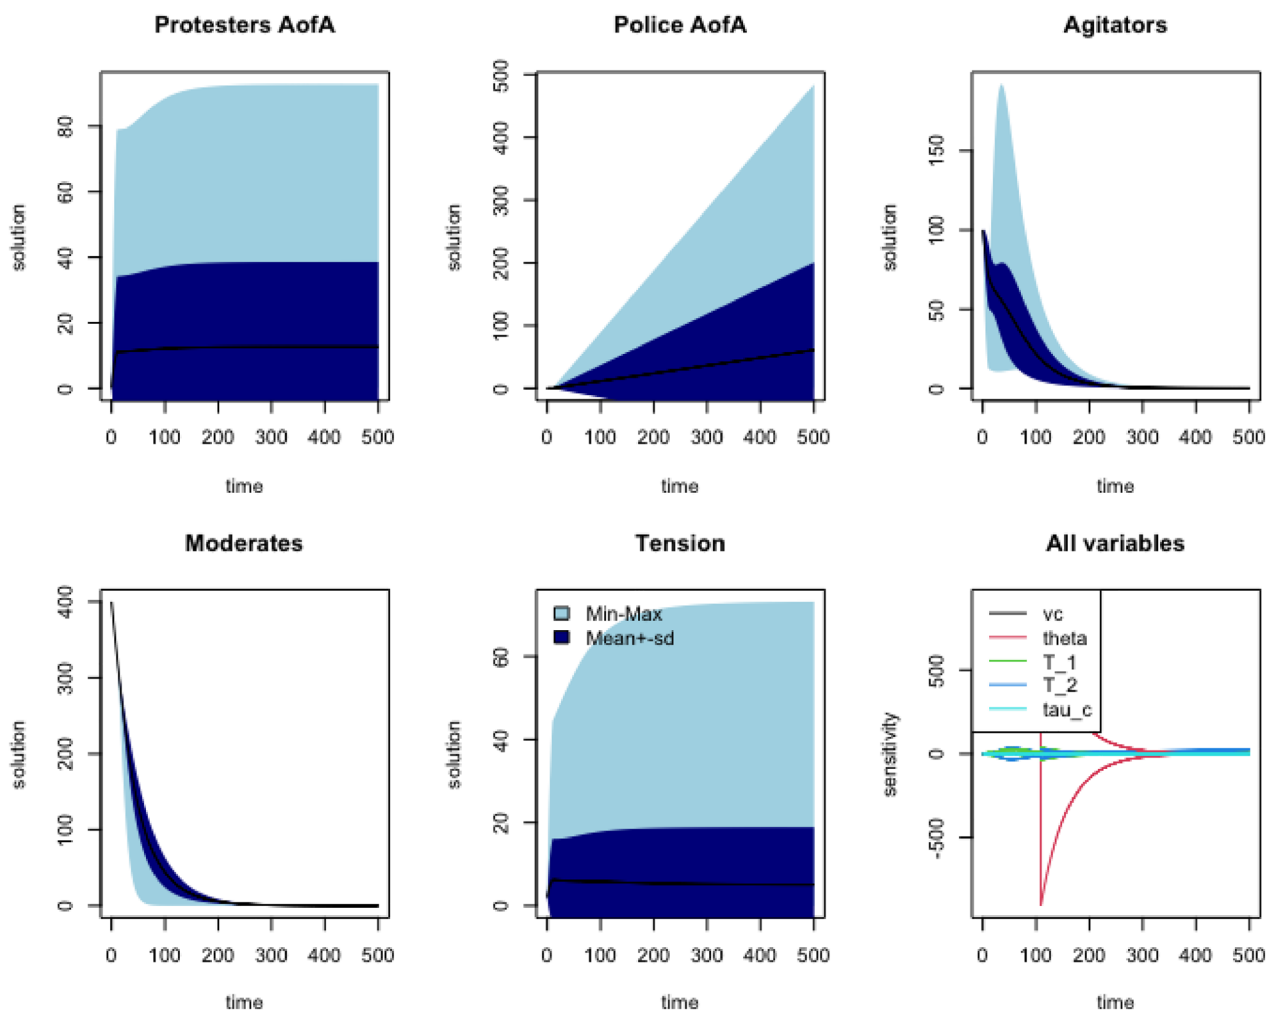 Protesters AofA
Police AofA
Agitators
solution
0 20 40 60 80
0 100 200 300 400 500
time
solution
0 100 200 300 400 500
0 100 200 300 400 500
time
solution
0 50 100 150
0 100 200 300 400 500
time
Moderates
Tension
All variables
solution
0 100 200 300 400
0 100 200 300 400 500
time
solution
0 20 40 60
Min-Max
Mean+-sd
0 100 200 300 400 500
time
sensitivity
-500 0 500
vc
theta
T_1
T_2
tau_c
0 100 200 300 400 500
time